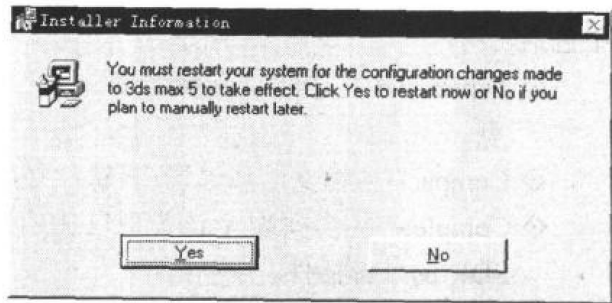 Installer Information
You must restart your system for the configuration changes made
to 3ds max 5 to take effect. Click Yes to restart now or No if you
plan to manually restart later.
Yes
No